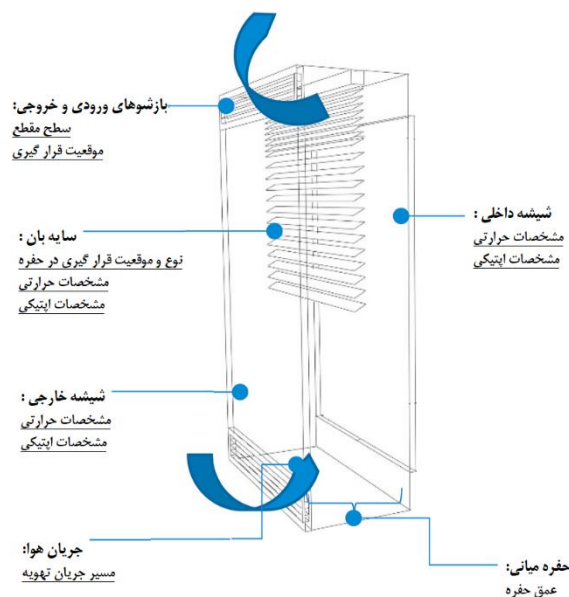 بازشوهای ورودی و خروجی:
سطح مقطع
موقعیت قرار گیری
شیشه داخلی :
مشخصات حرارتی
مشخصات اپتیکی
سایه بان :
نوع و موقعیت قرار گیری در حفره
مشخصات حرارتی
مشخصات اپتیکی
شیشه خارجی :
مشخصات حرارتی
مشخصات اپتیکی
جریان هوا:
مسیر جریان تهویه
حفره میانی:
عمق حفره